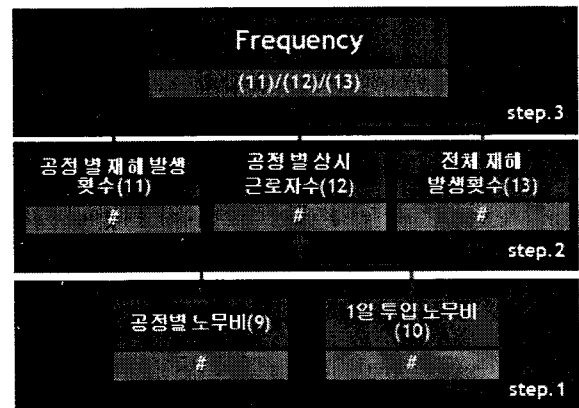 Frequency
(11)/(12)/(13)
step.3
공정 별 재해 발생
횟수(11)
#
공정 별 상시
근로자수(12)
#
전체 재해
발생횟수(13)
#
step.2
공정별 노무비(9)
#
1일 투입 노무비
(10)
#
step.1